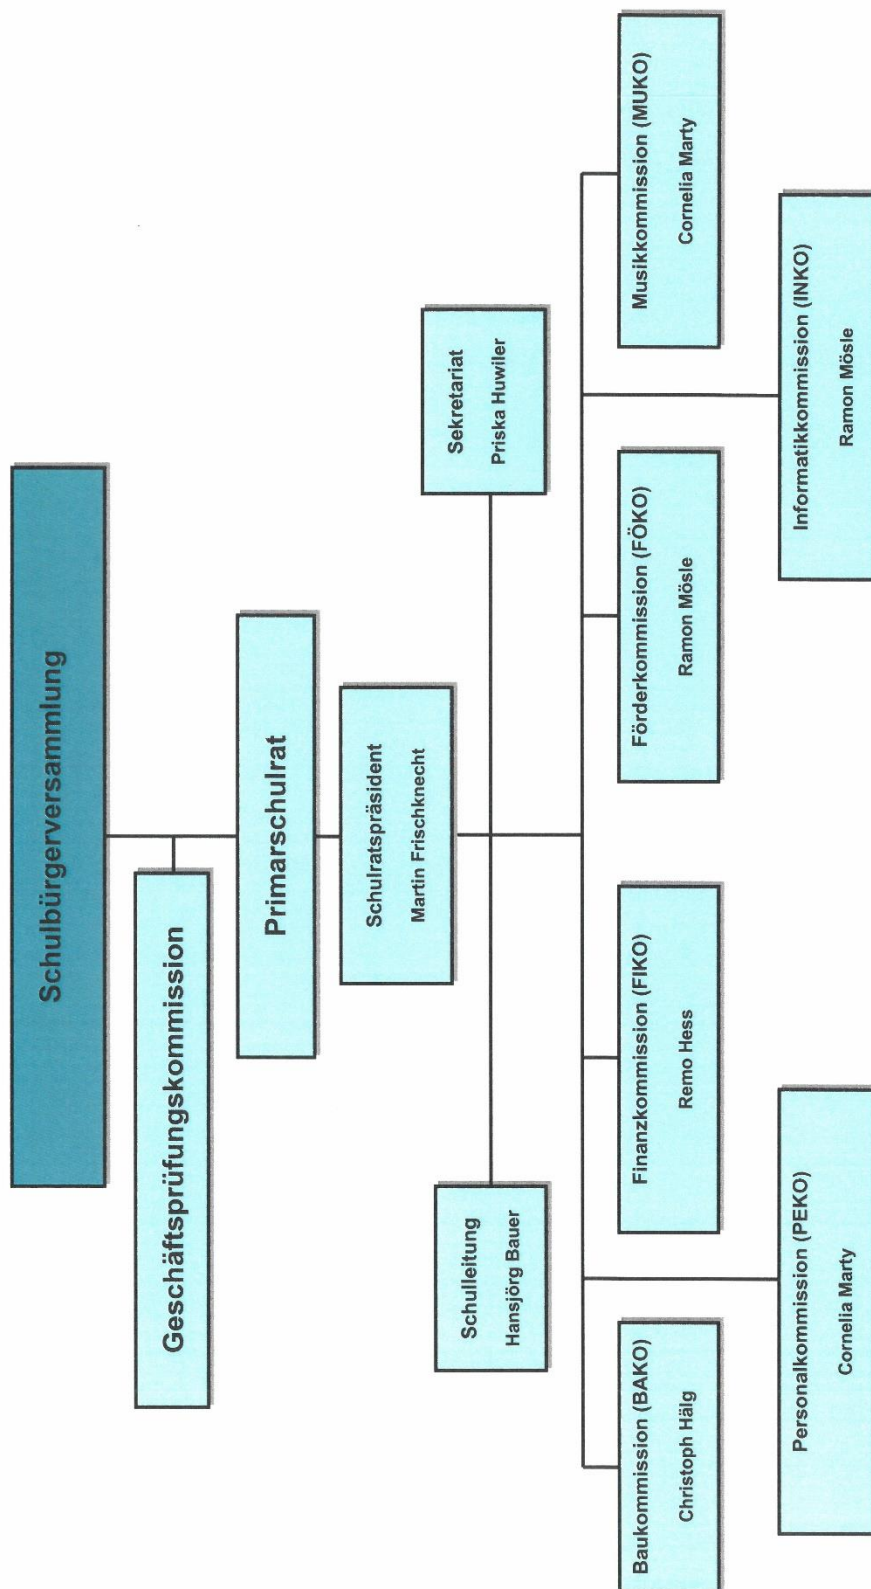 Schulbürgerversammlung
Geschäftsprüfungskommission
Primarschulrat
Schulratspräsident
Martin Frischknecht
Schulleitung
Hansjörg Bauer
Sekretariat
Priska Huwiler
Baukommission (BAKO)
Christoph Hälg
Finanzkommission (FIKO)
Remo Hess
Förderkommission (FÖKO)
Ramon Mösle
Musikkommission (MUKO)
Cornelia Marty
Personalkommission (PEKO)
Cornelia Marty
Informatikkommission (INKO)
Ramon Mösle